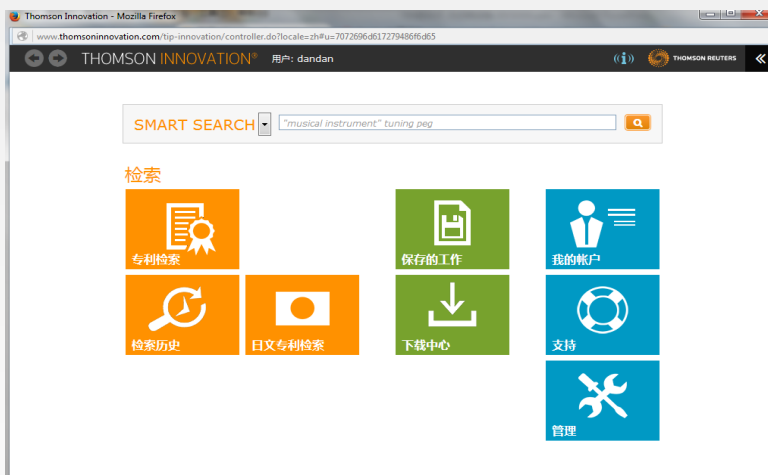 Thomson Innovation - Mozilla Firefox
www.thomsoninnovation.com/tip-innovation/controller.do?locale=zh#u=7072696d617279486f6d65
THOMSON INNOVATION® 用户: dandan
THOMSON REUTERS
SMART SEARCH "musical instrument" tuning peg
检索
专利检索 保存的工作 我的帐户
检索历史 日文专利检索 下载中心 支持
管理